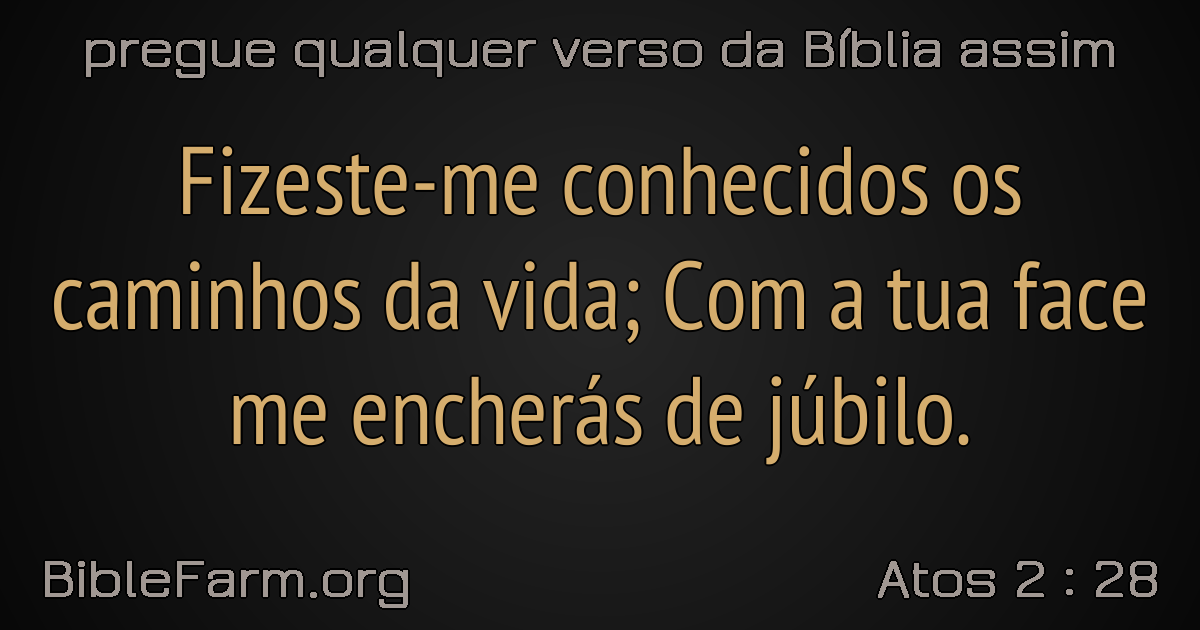 pregue qualquer verso da Bíblia assim
Fizeste-me conhecidos os
caminhos da vida; Com a tua face
me encherás de júbilo.
BibleFarm.org
Atos 2 : 28